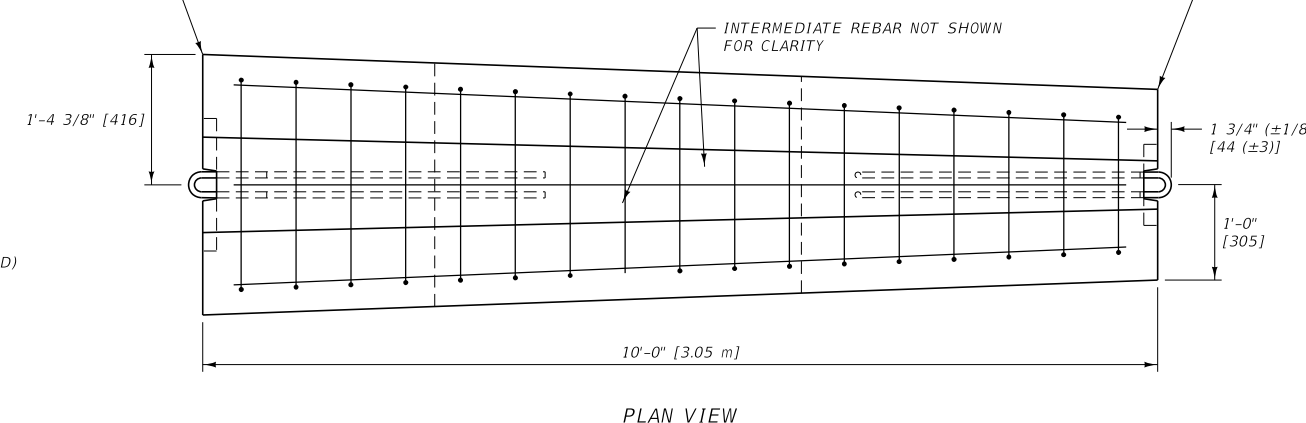 INTERMEDIATE REBAR NOT SHOWN
FOR CLARITY
1'-4 3/8" [416]
1 3/4" (±1/8
[44 (±3)]
1'-0"
[305]
D)
10'-0" [3.05 m]
PLAN VIEW